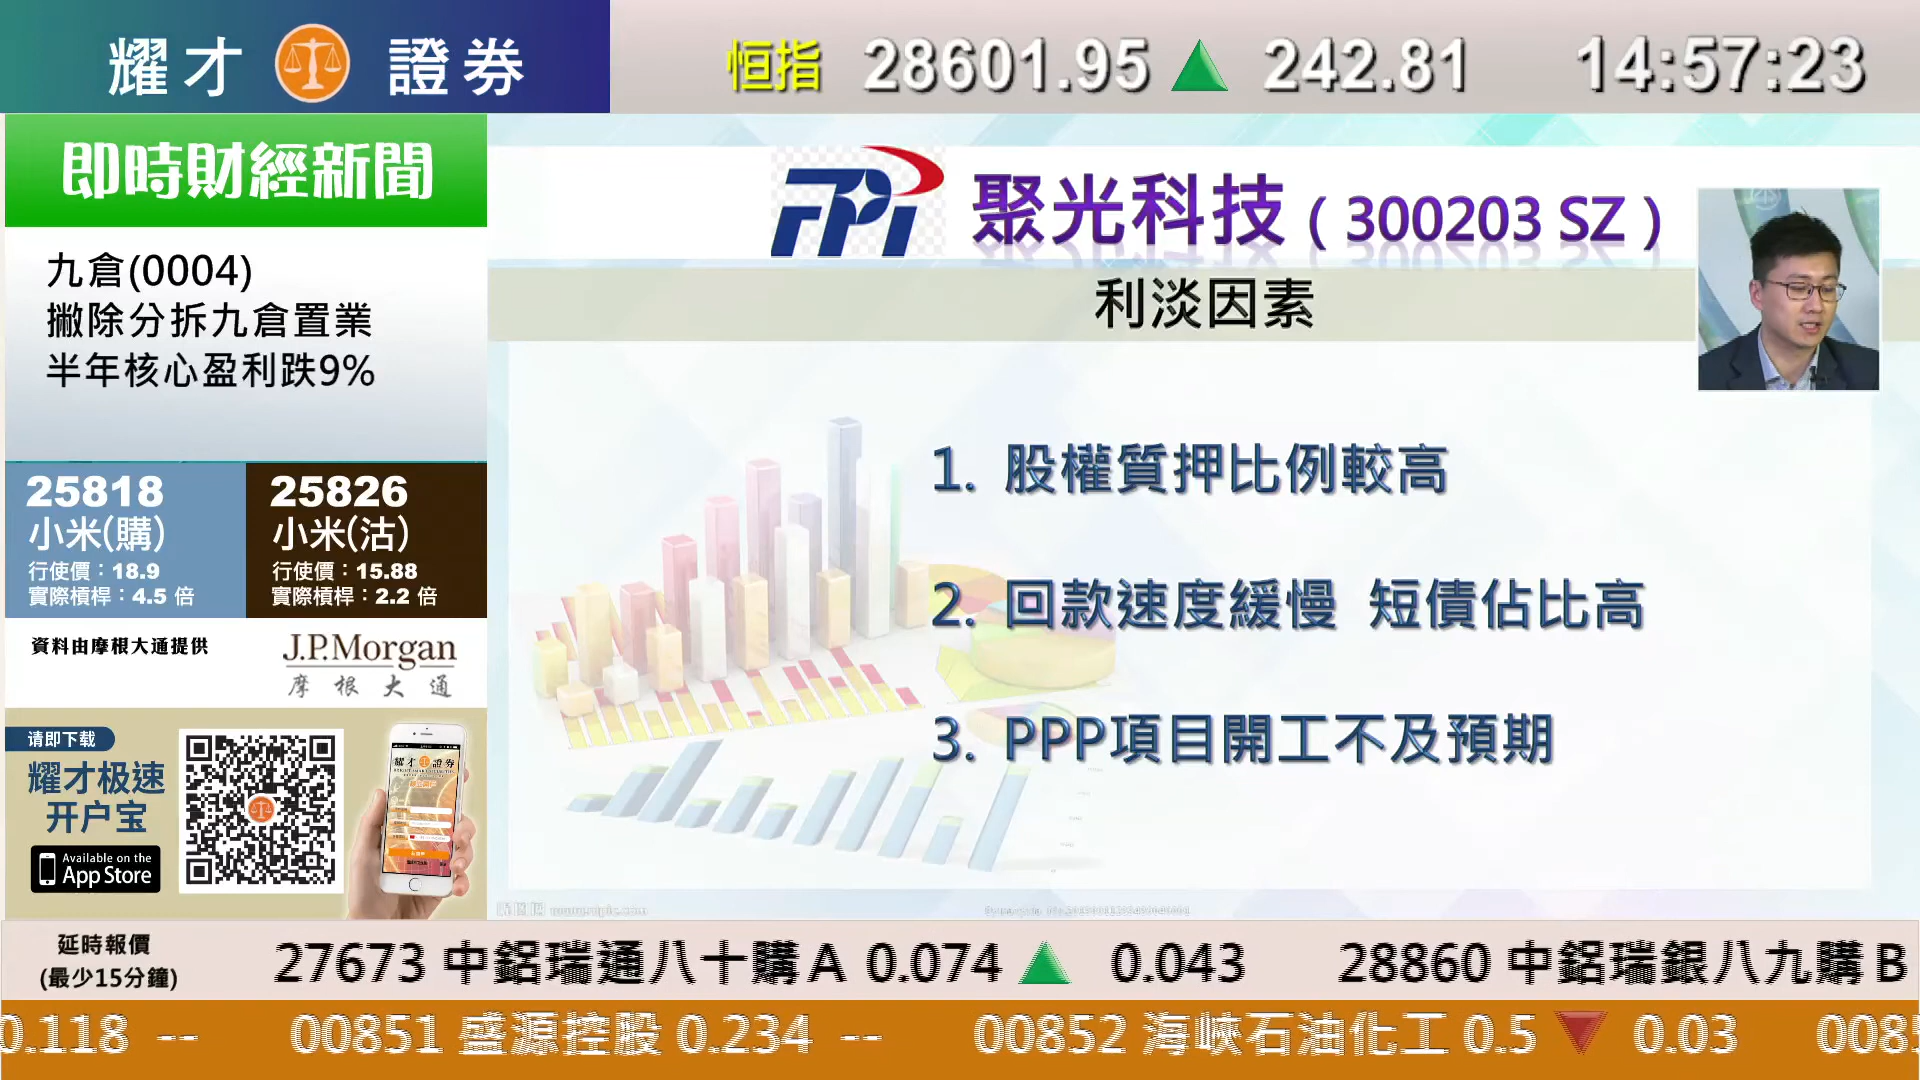 耀才 證券
恒指 28601.95 ▲ 242.81 14:57:23
即時財經新聞
九倉(0004)
撇除分拆九倉置業
半年核心盈利跌9%
25818
小米(購)
行使價：18.9
實際槓桿：4.5 倍
25826
小米(沽)
行使價：15.88
實際槓桿：2.2 倍
資料由摩根大通提供
J.P.Morgan
摩根大通
请即下载
耀才极速
开户宝
Available on the
App Store
耀才 證券
FPI
聚光科技（300203 SZ）
利淡因素
1. 股權質押比例較高
2. 回款速度緩慢 短債佔比高
3. PPP項目開工不及預期
延時報價
(最少15分鐘)
27673 中鋁瑞通八十購A 0.074 ▲ 0.043 28860 中鋁瑞銀八九購B
0.118 -- 00851 盛源控股 0.234 -- 00852 海峽石油化工 0.5 ▼ 0.03 0085